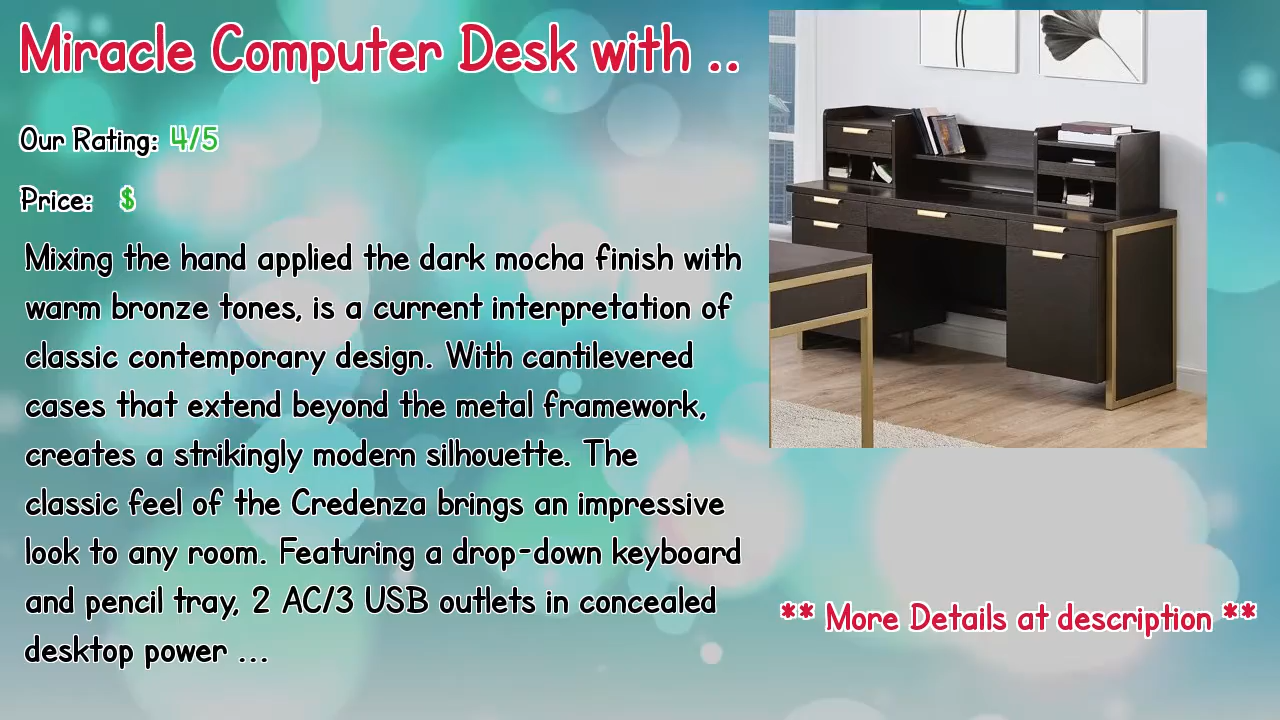 Miracle Computer Desk with ..
Our Rating: 4/5
Price: $
Mixing the hand applied the dark mocha finish with
warm bronze tones, is a current interpretation of
classic contemporary design. With cantilevered
cases that extend beyond the metal framework,
creates a strikingly modern silhouette. The
classic feel of the Credenza brings an impressive
look to any room. Featuring a drop-down keyboard
and pencil tray, 2 AC/3 USB outlets in concealed
desktop power ...
** More Details at description **